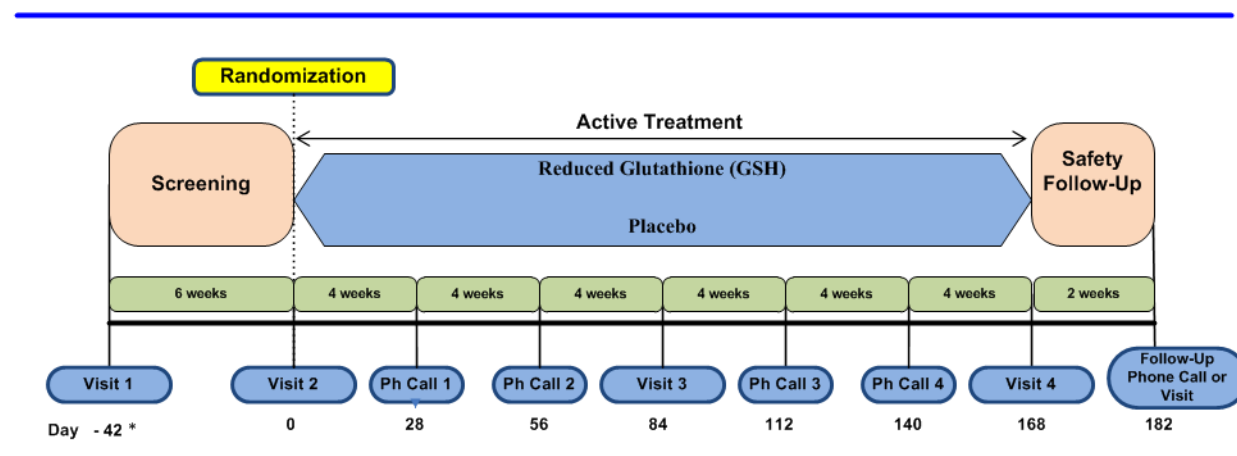 Randomization
Active Treatment
Screening
Reduced Glutathione (GSH)
Placebo
Safety
Follow-Up
6 weeks
4 weeks
4 weeks
4 weeks
4 weeks
4 weeks
4 weeks
2 weeks
Visit 1
Visit 2
Ph Call 1
Ph Call 2
Visit 3
Ph Call 3
Ph Call 4
Visit 4
Follow-Up
Phone Call or
Visit
Day - 42 * 0 28 56 84 112 140 168 182